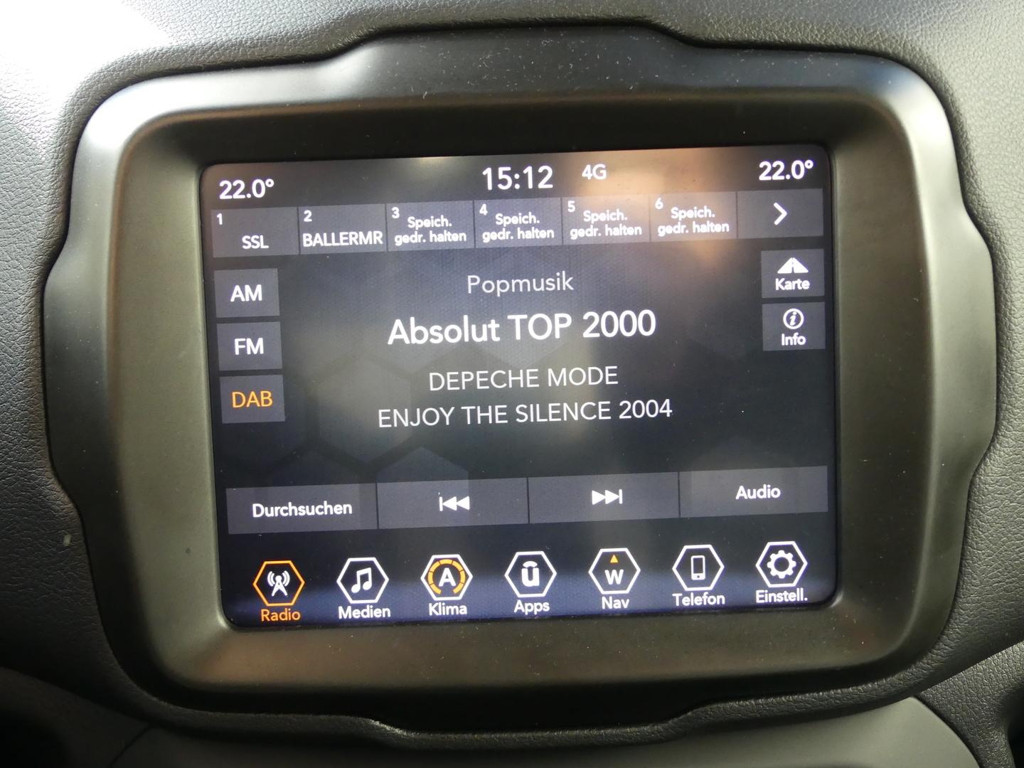 22.0°
15:12
4G
22.0°
1
SSL
2
BALLERMR
3
Speich.
gedr. halten
4
Speich.
gedr. halten
5
Speich.
gedr. halten
6
Speich.
gedr. halten
AM
FM
DAB
Popmusik
Absolut TOP 2000
DEPECHE MODE
ENJOY THE SILENCE 2004
Karte
i
Info
Durchsuchen
Audio
Radio
Medien
A
Klima
ū
Apps
W
Nav
Telefon
Einstell.